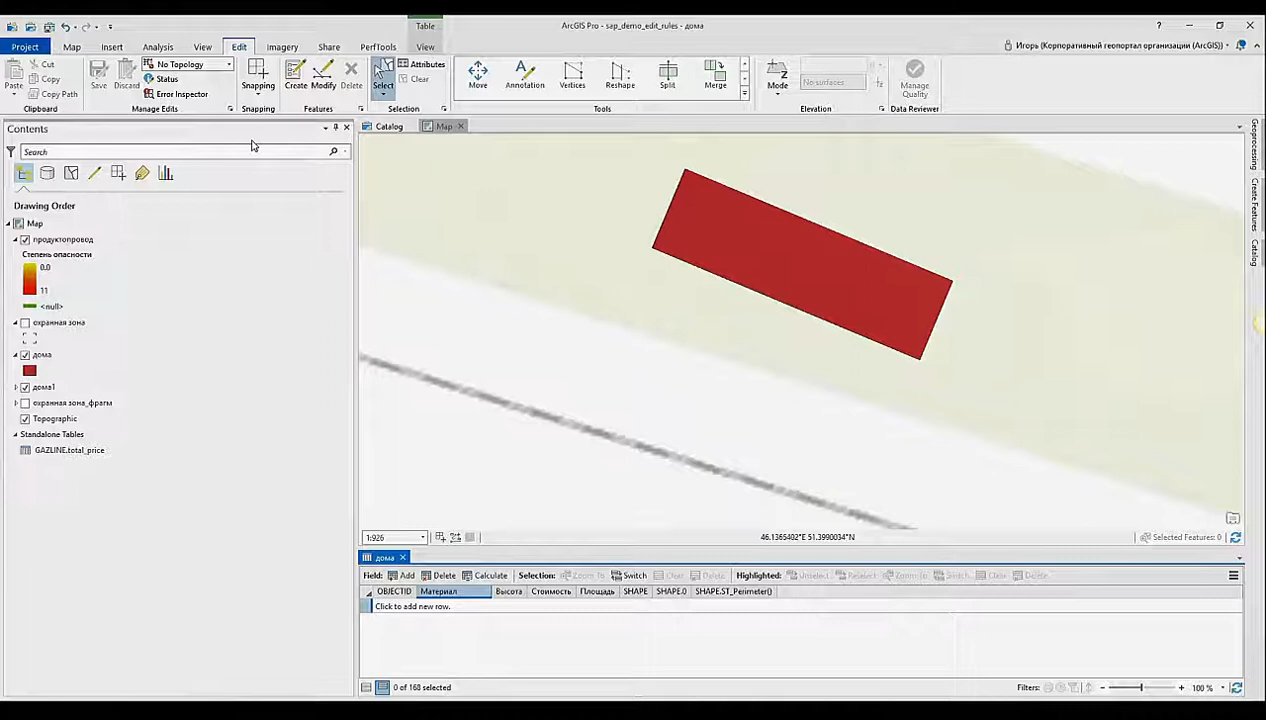 Table
ArcGIS Pro - sap_demo_edit_rules - дома
Project Map Insert Analysis View Edit Imagery Share PerfTools View
Игорь (Корпоративный геопортал организации (ArcGIS))
Paste Cut Copy Copy Path Clipboard
Save Discard No Topology Status Error Inspector Manage Edits
Snapping Snapping
Create Modify Delete Features
Select Attributes Clear Selection
Move Annotation Vertices Reshape Split Merge Tools
Mode No-surfaces Elevation
Manage Quality Data Reviewer
Contents
Search
Drawing Order
Map
продуктопровод
Степень опасности
0.0
11
<null>
охранная зона
дома
дома1
охранная зона_фрагм
Topographic
Standalone Tables
GAZLINE.total_price
Catalog Map
Geoprocessing
Create Features
Catalog
1:926 46.1365402°E 51.3990034°N Selected Features: 0
дома
Field: Add Delete Calculate Selection: Zoom To Switch Clear Delete Highlighted: Unselect Reselect Zoom To Switch Clear Delete
OBJECTID Материал Высота Стоимость Площадь SHAPE SHAPE.0 SHAPE.ST_Perimeter()
Click to add new row.
0 of 168 selected Filters: 100 %